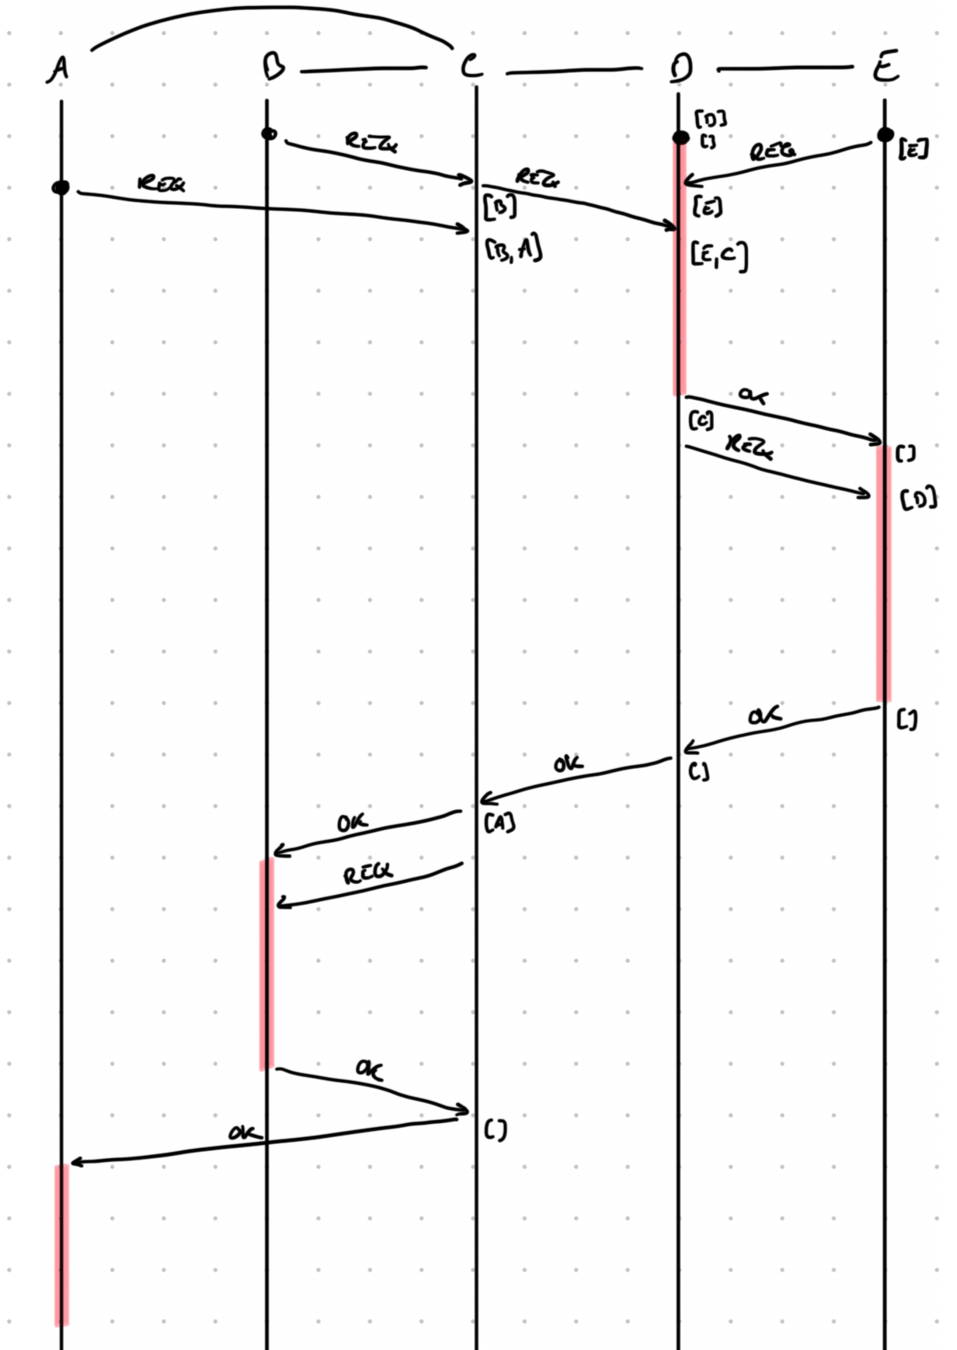 A B C D E
[D]
REQ
[]
REQ
[E]
REQ
REQ
[B]
[E]
[B,A]
[E,C]
OK
[C]
REQ
[]
[D]
OK
[]
OK
[]
OK
[A]
REQ
OK
[]
OK